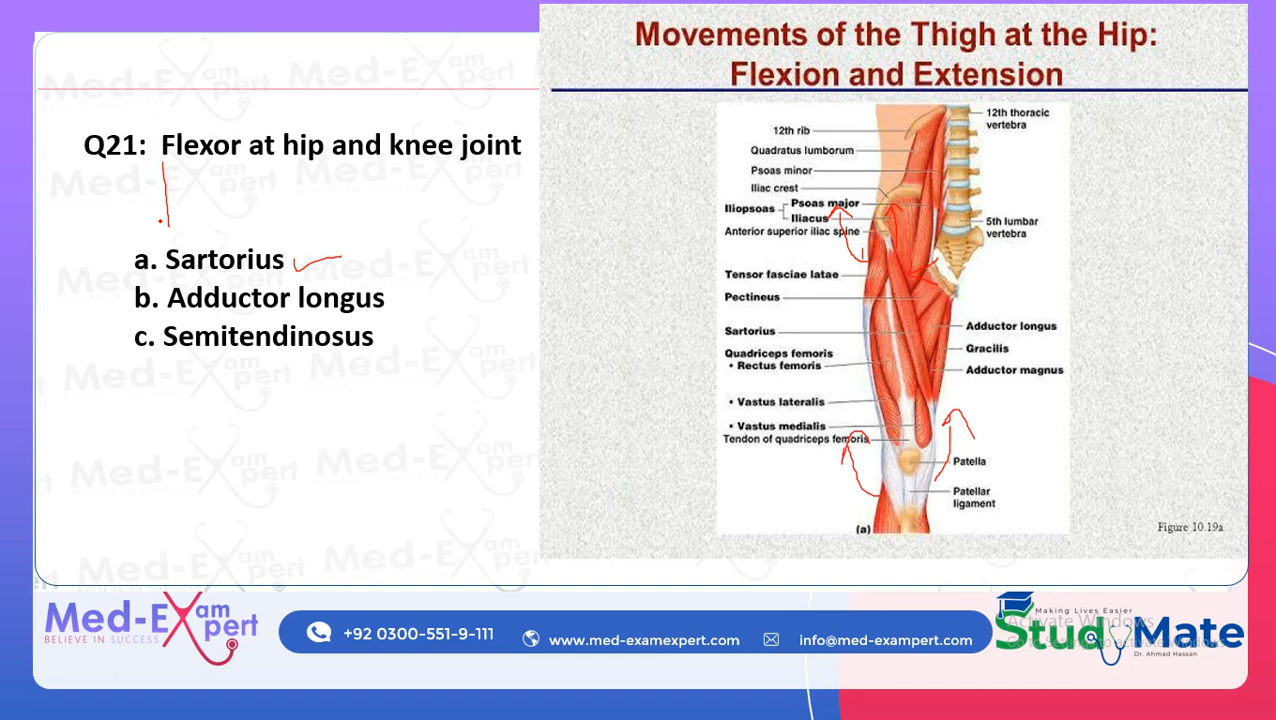 Movements of the Thigh at the Hip:
Flexion and Extension
Q21: Flexor at hip and knee joint
a. Sartorius
b. Adductor longus
c. Semitendinosus
12th rib
Quadratus lumborum
Psoas minor
Iliac crest
Iliopsoas
Psoas major
Iliacus
Anterior superior iliac spine
Tensor fasciae latae
Pectineus
Sartorius
Quadriceps femoris
• Rectus femoris
• Vastus lateralis
• Vastus medialis
Tendon of quadriceps femoris
12th thoracic
vertebra
5th lumbar
vertebra
Adductor longus
Gracilis
Adductor magnus
Patella
Patellar
ligament
(a)
Figure 10.19a
Med-Exam
pert
BELIEVE IN SUCCESS
+92 0300-551-9-111
www.med-examexpert.com
info@med-exampert.com
Making Lives Easier
Study Mate
Dr. Ahmad Hassan
Activate Windows